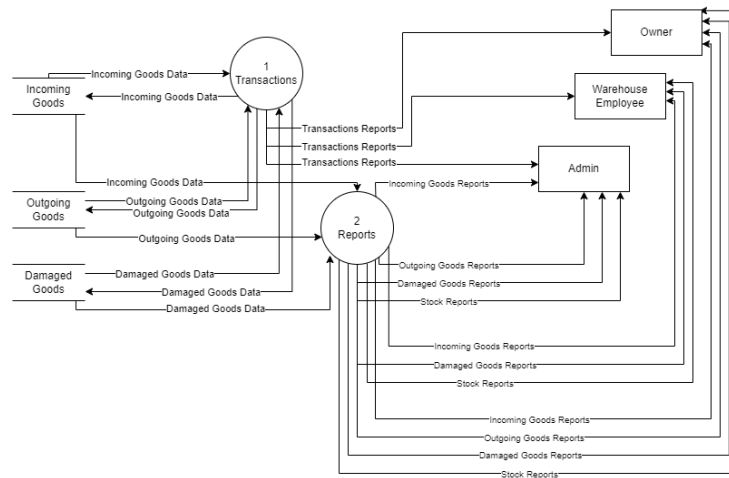 Owner
1
Transactions
Incoming Goods Data
Incoming
Goods
Incoming Goods Data
Warehouse
Employee
Transactions Reports
Transactions Reports
Transactions Reports
Admin
Incoming Goods Data
Incoming Goods Reports
Outgoing
Goods
Outgoing Goods Data
Outgoing Goods Data
2
Reports
Outgoing Goods Data
Outgoing Goods Reports
Damaged
Goods
Damaged Goods Data
Damaged Goods Reports
Damaged Goods Data
Stock Reports
Damaged Goods Data
Incoming Goods Reports
Damaged Goods Reports
Stock Reports
Incoming Goods Reports
Outgoing Goods Reports
Damaged Goods Reports
Stock Reports